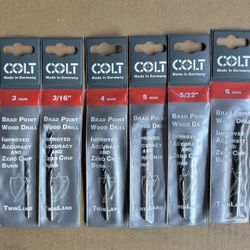 COLT
Made in Germany
3 mm
BRAD POINT
WOOD DRILL
IMPROVED
ACCURACY
AND
ZERO CHIP
BURN
TWINLAND
COLT
Made in Germany
3/16"
BRAD POINT
WOOD DRILL
IMPROVED
ACCURACY
AND
ZERO CHIP
BURN
COLT
Made in Germany
4 mm
BRAD POINT
WOOD DRILL
IMPROVED
ACCURACY
AND
ZERO CHIP
BURN
TWINLAND
COLT
Made in Germany
5 mm
BRAD POINT
WOOD DRILL
IMPROVED
ACCURACY
AND
ZERO CHIP
BURN
TWINLAND
COLT
Made in Germany
5/32"
BRAD POINT
WOOD DRILL
IMPROVED
ACCURACY
AND
ZERO CHIP
BURN
COLT
Made in Germany
6 mm
BRAD POINT
WOOD DRILL
IMPROVED
ACCURACY
AND
ZERO CHIP
BURN
TWINLAND